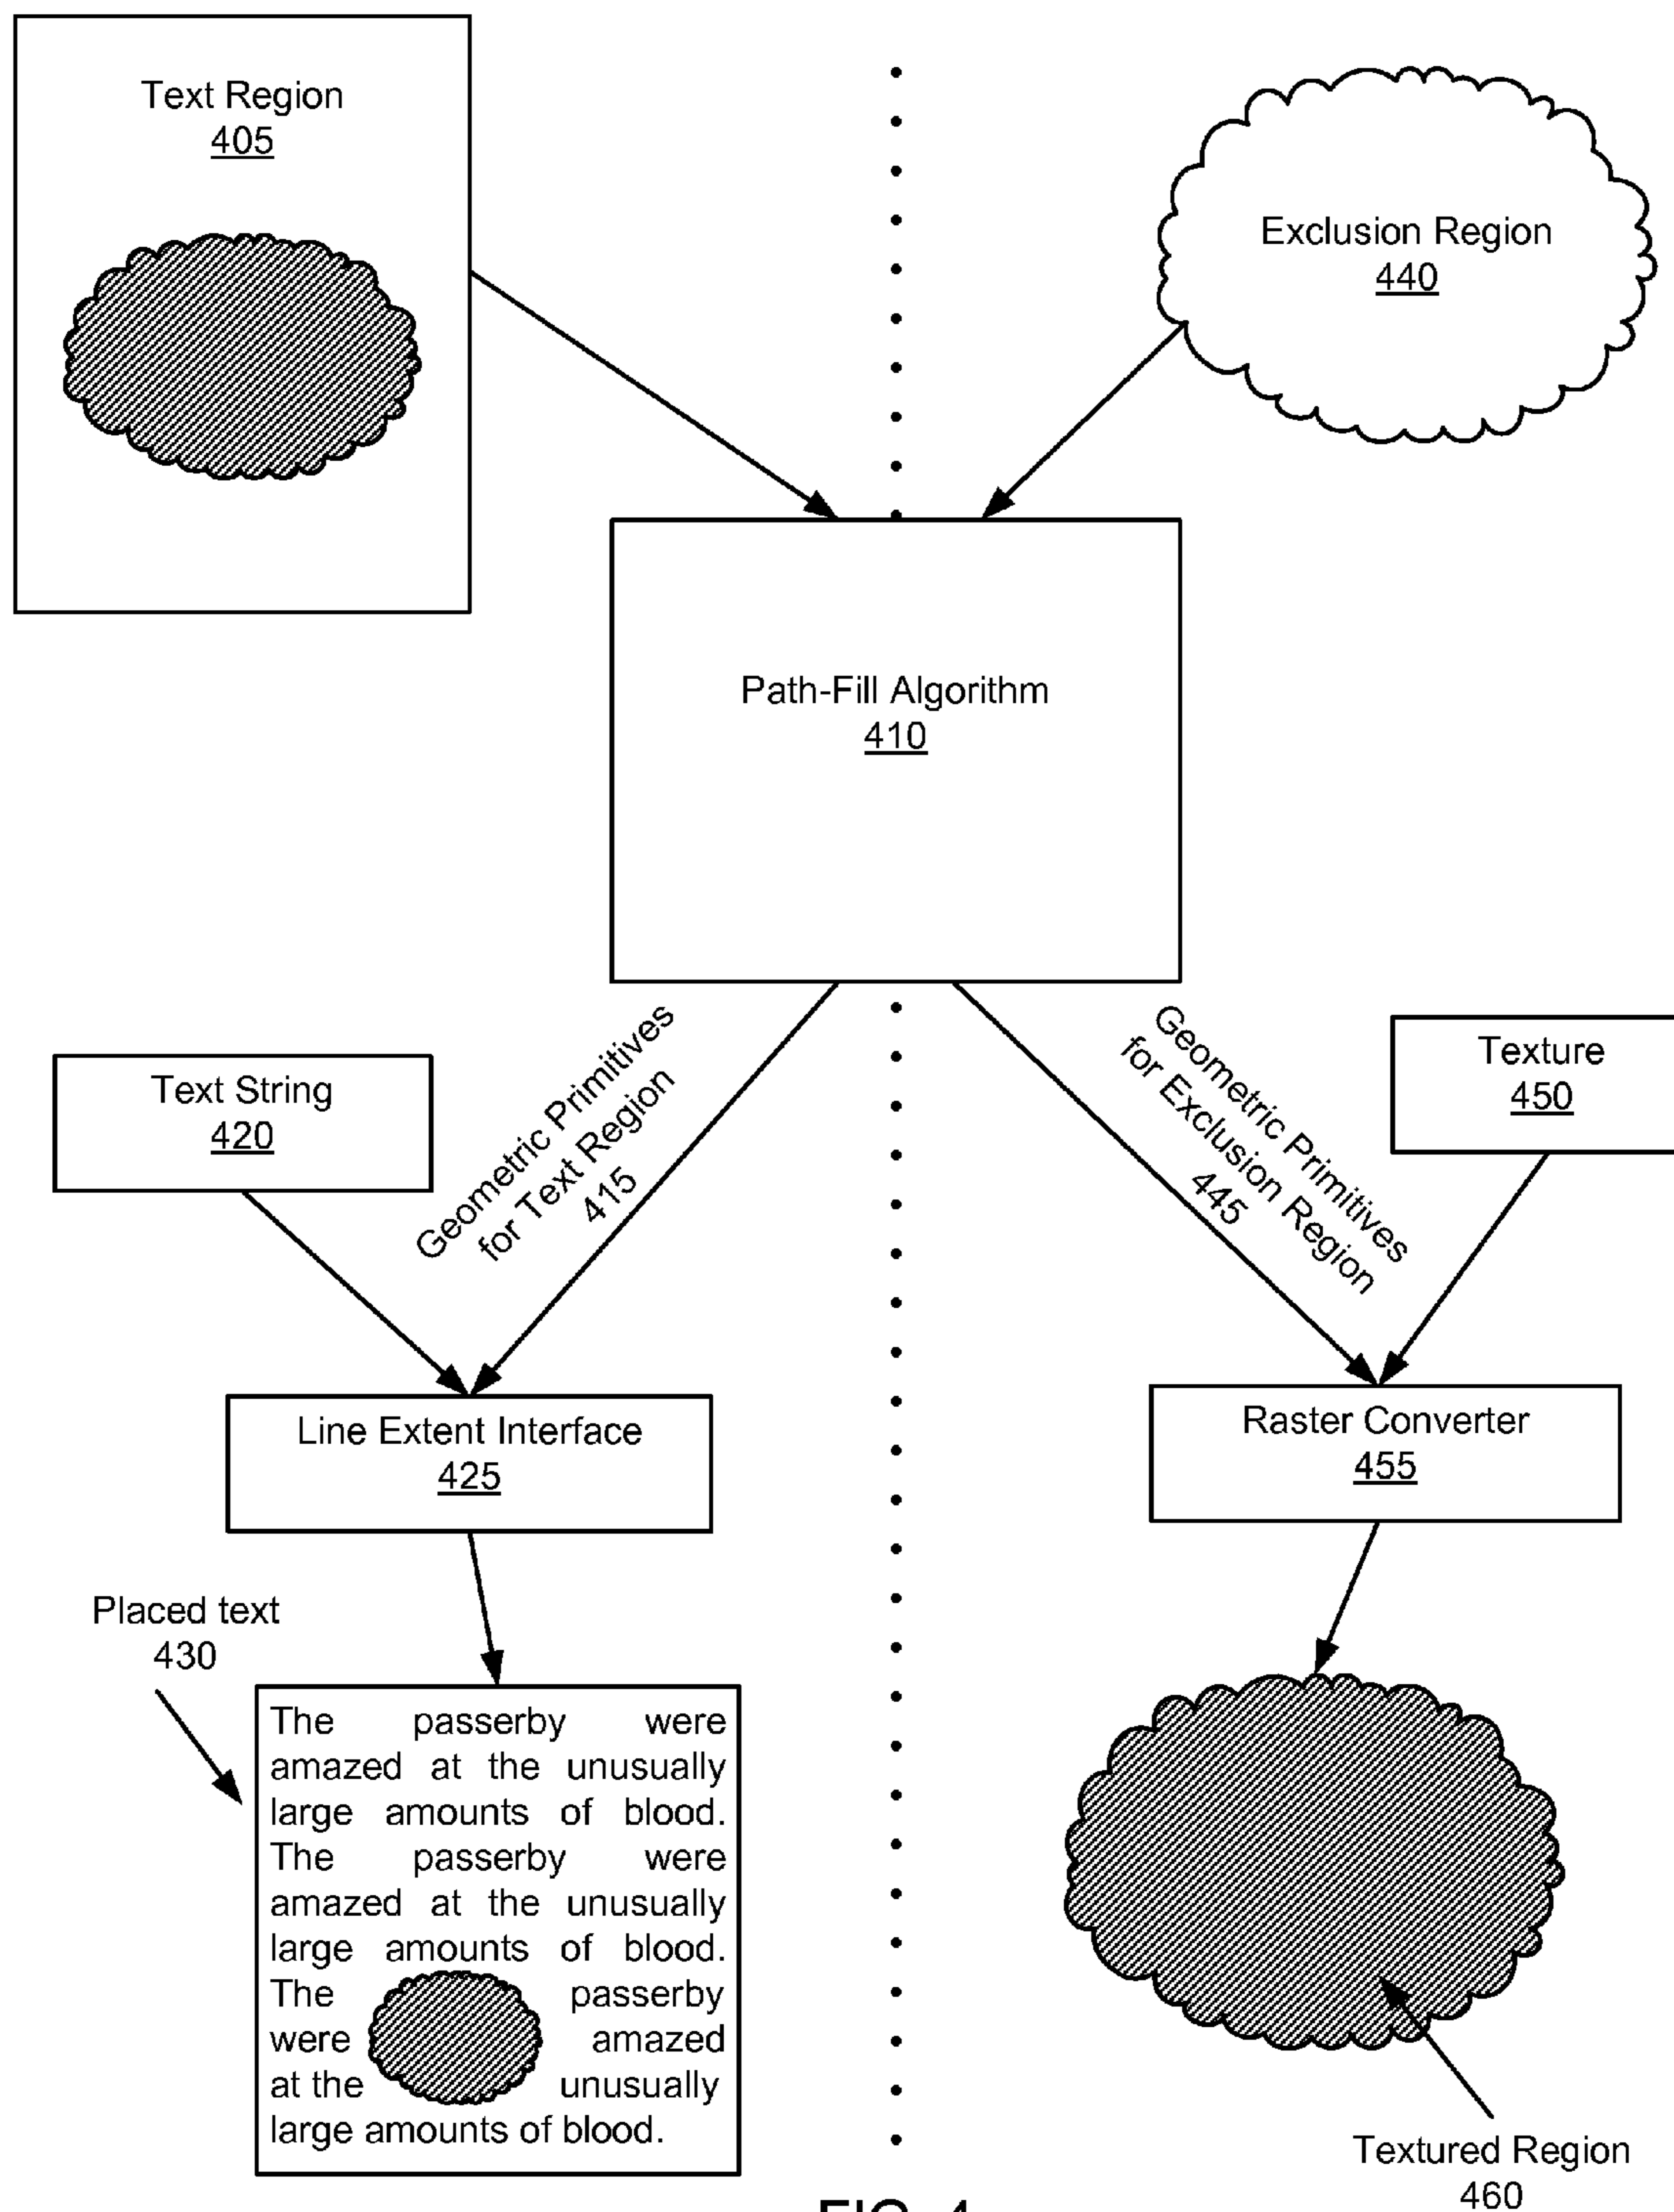 Text Region
405
Exclusion Region
440
Path-Fill Algorithm
410
Geometric Primitives
for Text Region
415
Geometric Primitives
for Exclusion Region
445
Text String
420
Texture
450
Line Extent Interface
425
Raster Converter
455
Placed text
430
The passerby were
amazed at the unusually
large amounts of blood.
The passerby were
amazed at the unusually
large amounts of blood.
The passerby
were amazed
at the unusually
large amounts of blood.
Textured Region
460
FIG. 4